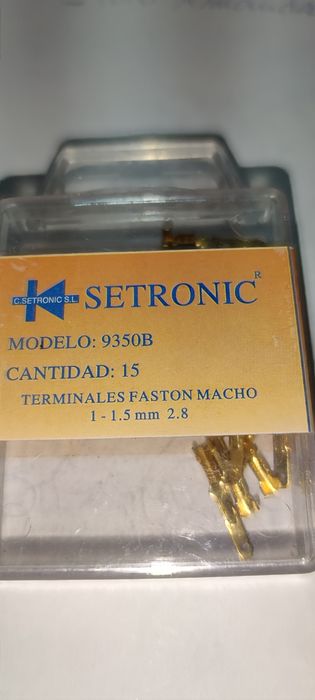 C.SETRONIC S.L.
SETRONIC R
MODELO: 9350B
CANTIDAD: 15
TERMINALES FASTON MACHO
1 - 1.5 mm 2.8